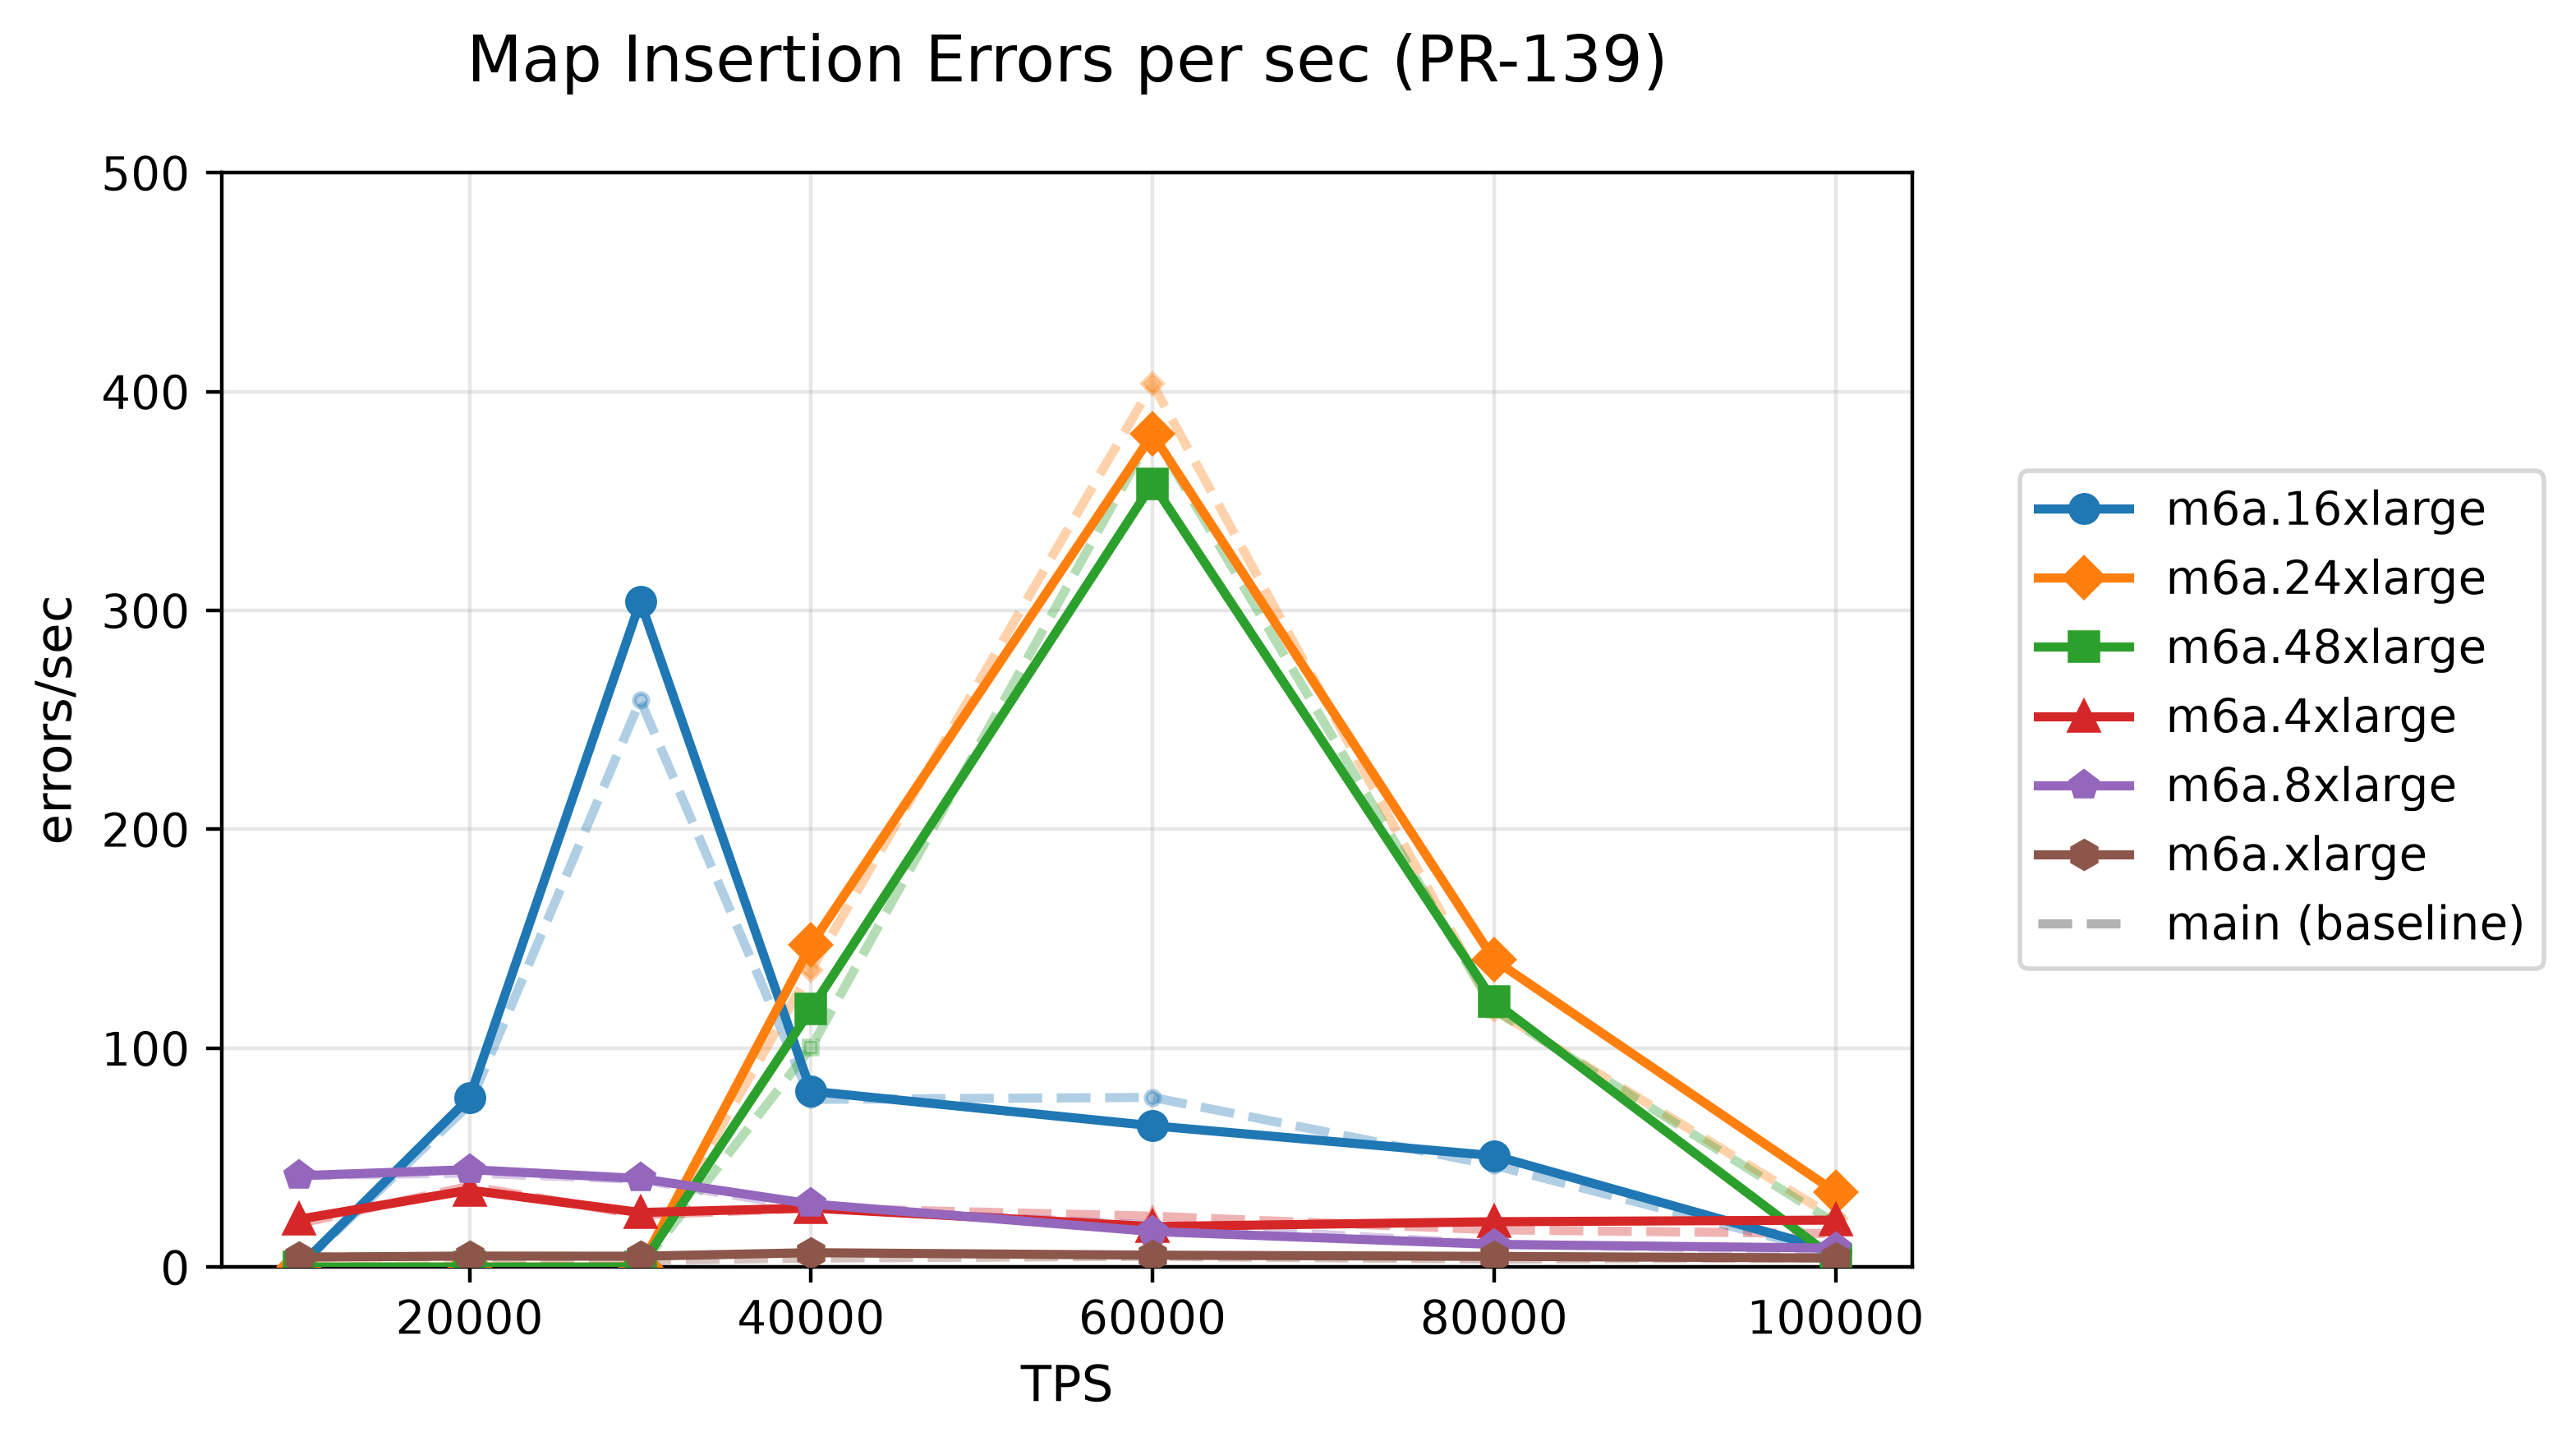 Map Insertion Errors per sec (PR-139)
500
400
300
200
100
0
errors/sec
20000 40000 60000 80000 100000
TPS
m6a.16xlarge
m6a.24xlarge
m6a.48xlarge
m6a.4xlarge
m6a.8xlarge
m6a.xlarge
main (baseline)